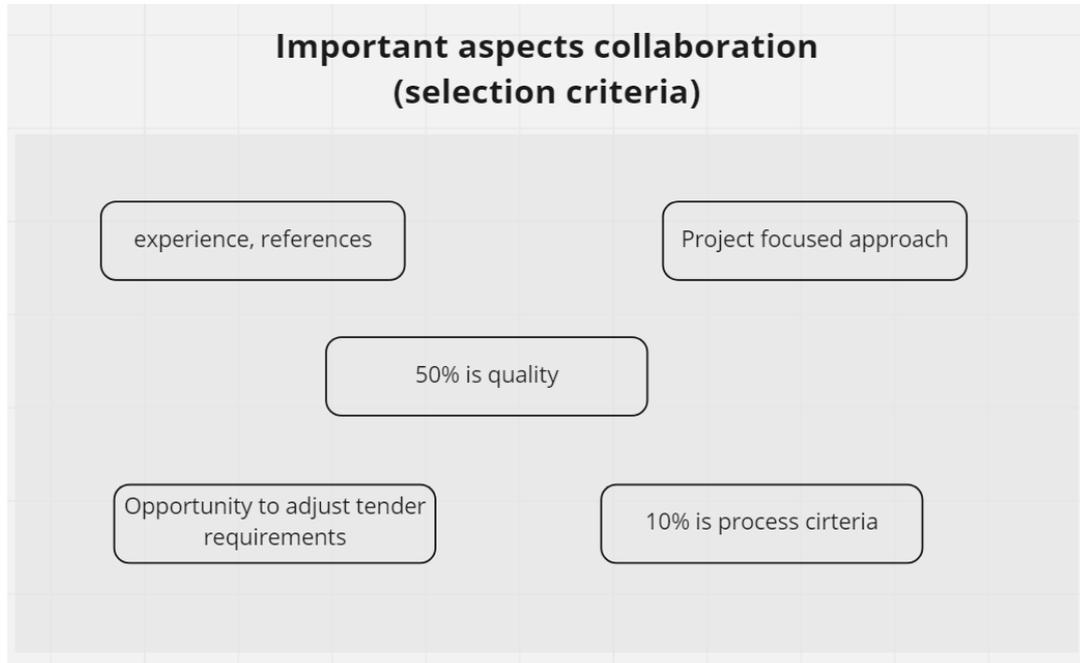 Important aspects collaboration
(selection criteria)
experience, references
Project focused approach
50% is quality
Opportunity to adjust tender
requirements
10% is process cirteria